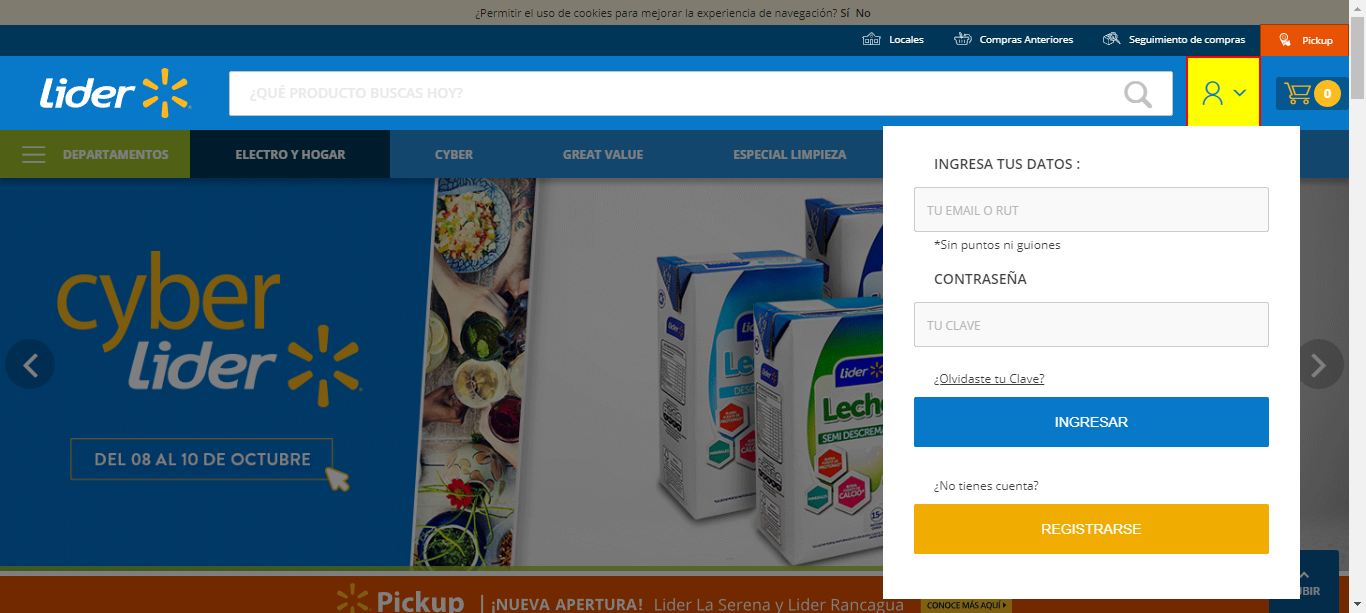 ¿Permitir el uso de cookies para mejorar la experiencia de navegación? Sí No
Locales Compras Anteriores Seguimiento de compras Pickup
Lider ¿QUÉ PRODUCTO BUSCAS HOY? 0
DEPARTAMENTOS ELECTRO Y HOGAR CYBER GREAT VALUE ESPECIAL LIMPIEZA
INGRESA TUS DATOS :
TU EMAIL O RUT
*Sin puntos ni guiones
CONTRASEÑA
TU CLAVE
¿Olvidaste tu Clave?
INGRESAR
¿No tienes cuenta?
REGISTRARSE
cyber
lider
DEL 08 AL 10 DE OCTUBRE
lider
Leche
SEMI DESCREMA
Pickup | ¡NUEVA APERTURA! Lider La Serena y Lider Rancagua CONOCE MÁS AQUÍ